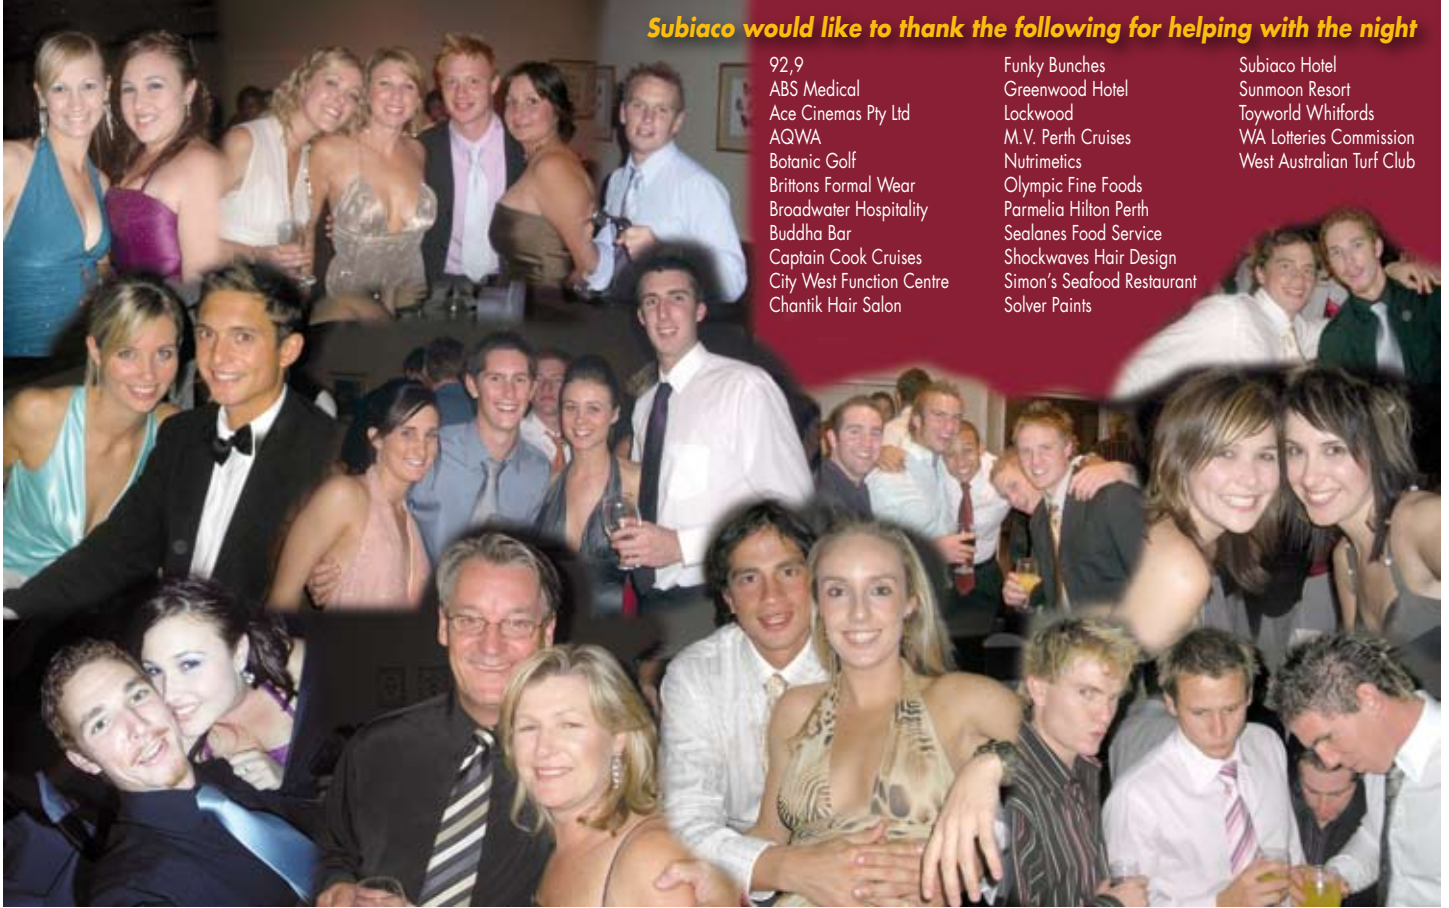 Subiaco would like to thank the following for helping with the night
92,9
ABS Medical
Ace Cinemas Pty Ltd
AQWA
Botanic Golf
Brittons Formal Wear
Broadwater Hospitality
Buddha Bar
Captain Cook Cruises
City West Function Centre
Chantik Hair Salon
Funky Bunches
Greenwood Hotel
Lockwood
M.V. Perth Cruises
Nutrimetics
Olympic Fine Foods
Parmelia Hilton Perth
Sealanes Food Service
Shockwaves Hair Design
Simon's Seafood Restaurant
Solver Paints
Subiaco Hotel
Sunmoon Resort
Toyworld Whitfords
WA Lotteries Commission
West Australian Turf Club